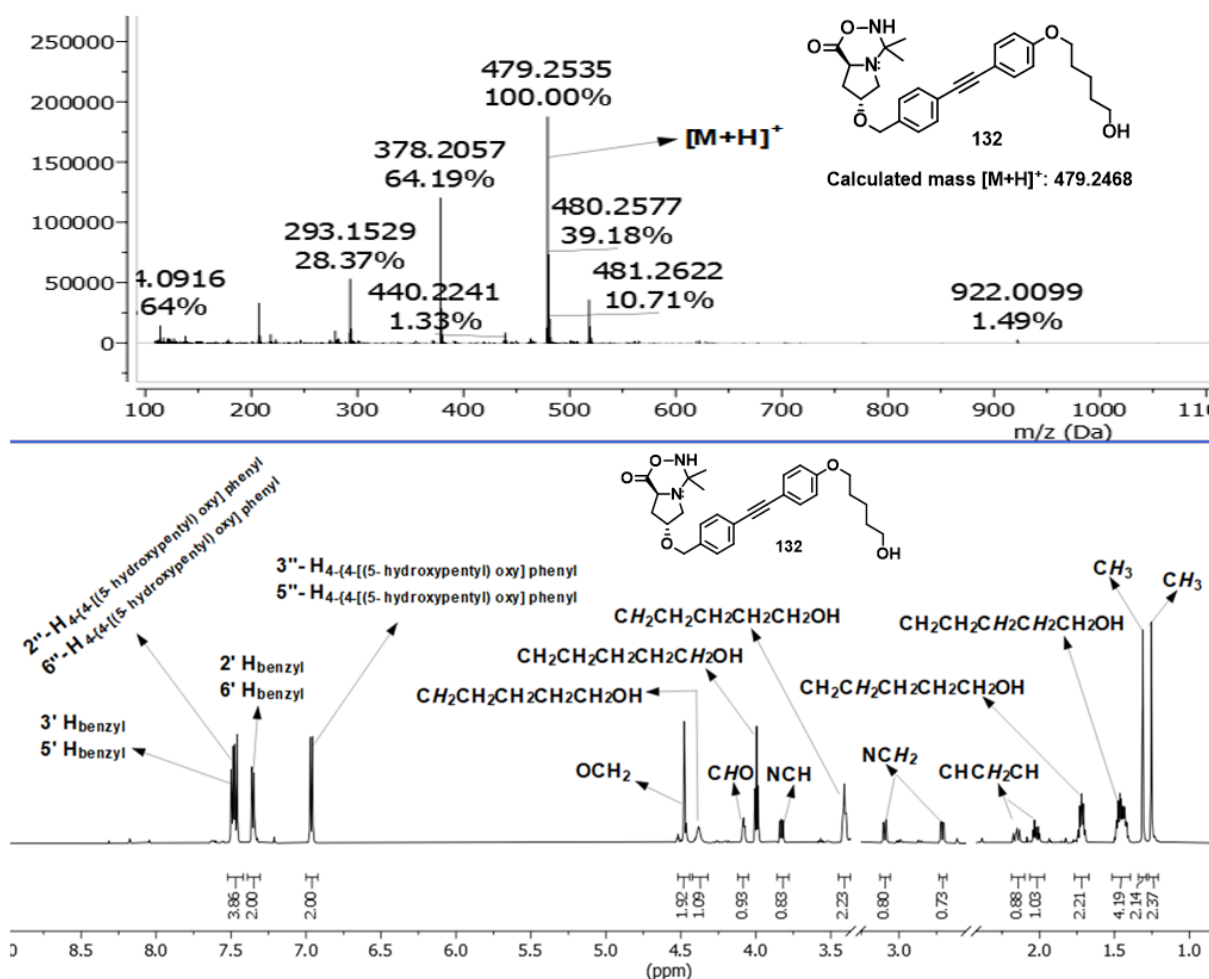 250000
200000
150000
100000
50000
0
479.2535
100.00%
[M+H]+
378.2057
64.19%
480.2577
39.18%
293.1529
28.37%
481.2622
10.71%
440.2241
1.33%
4.0916
.64%
922.0099
1.49%
O NH
O
N:
O
O
OH
132
Calculated mass [M+H]+: 479.2468
100 200 300 400 500 600 700 800 900 1000 110
m/z (Da)
2''- H4-{4-[(5- hydroxypentyl) oxy] phenyl
6''- H4-{4-[(5- hydroxypentyl) oxy] phenyl
3''- H4-{4-[(5- hydroxypentyl) oxy] phenyl
5''- H4-{4-[(5- hydroxypentyl) oxy] phenyl
O NH
O
N:
O
O
OH
132
CH3
CH3
CH2CH2CH2CH2CH2OH
CH2CH2CH2CH2CH2OH
2' Hbenzyl
6' Hbenzyl
CH2CH2CH2CH2CH2OH
CH2CH2CH2CH2CH2OH
CH2CH2CH2CH2CH2OH
3' Hbenzyl
5' Hbenzyl
OCH2
CHO
NCH
NCH2
CHCH2CH
3.86 2.00 2.00 1.92 1.09 0.93 0.83 2.23 0.80 0.73 0.88 1.03 2.21 4.19 2.14 2.37
9.0 8.5 8.0 7.5 7.0 6.5 6.0 5.5 5.0 4.5 4.0 3.5 3.0 2.0 1.5 1.0
(ppm)